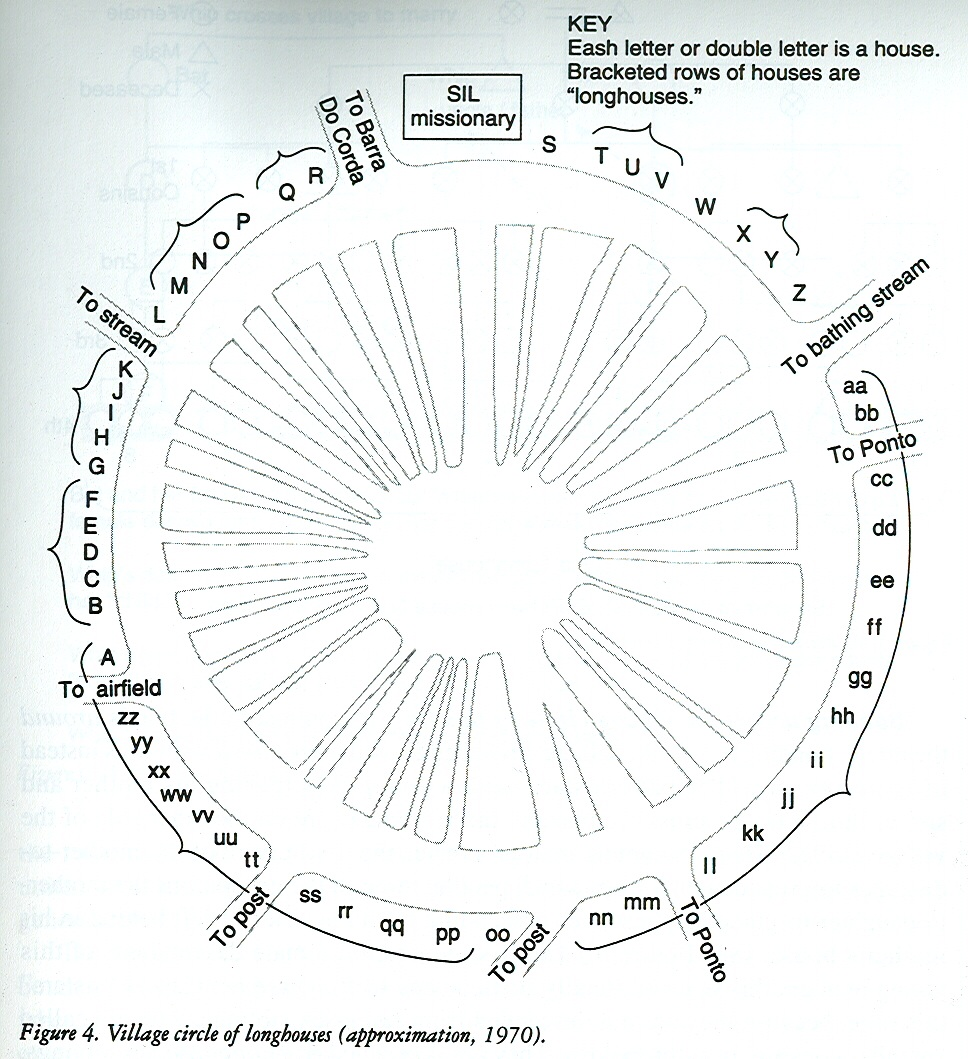 KEY
Eash letter or double letter is a house.
Bracketed rows of houses are
“longhouses.”
SIL
missionary
To Barra
Do Corda
S
T
U
V
W
X
Y
Z
To bathing stream
aa
bb
To Ponto
cc
dd
ee
ff
gg
hh
ii
jj
kk
ll
To Ponto
mm
nn
To post
oo
pp
qq
rr
ss
To post
tt
uu
vv
ww
xx
yy
zz
To airfield
A
B
C
D
E
F
G
H
I
J
K
To stream
L
M
N
O
P
Q
R
Figure 4. Village circle of longhouses (approximation, 1970).